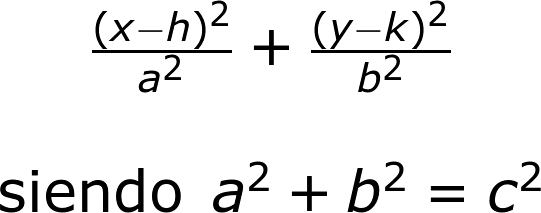 (x−h)²/a² + (y−k)²/b²
siendo a² + b² = c²